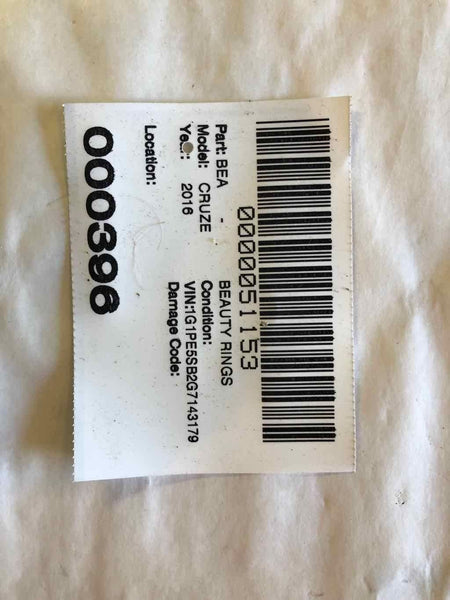 0000051153
Part: BEA - BEAUTY RINGS
Model: CRUZE Condition:
Year: 2016 VIN:1G1PE5SB2G7143179
Damage Code:
Location:
000396